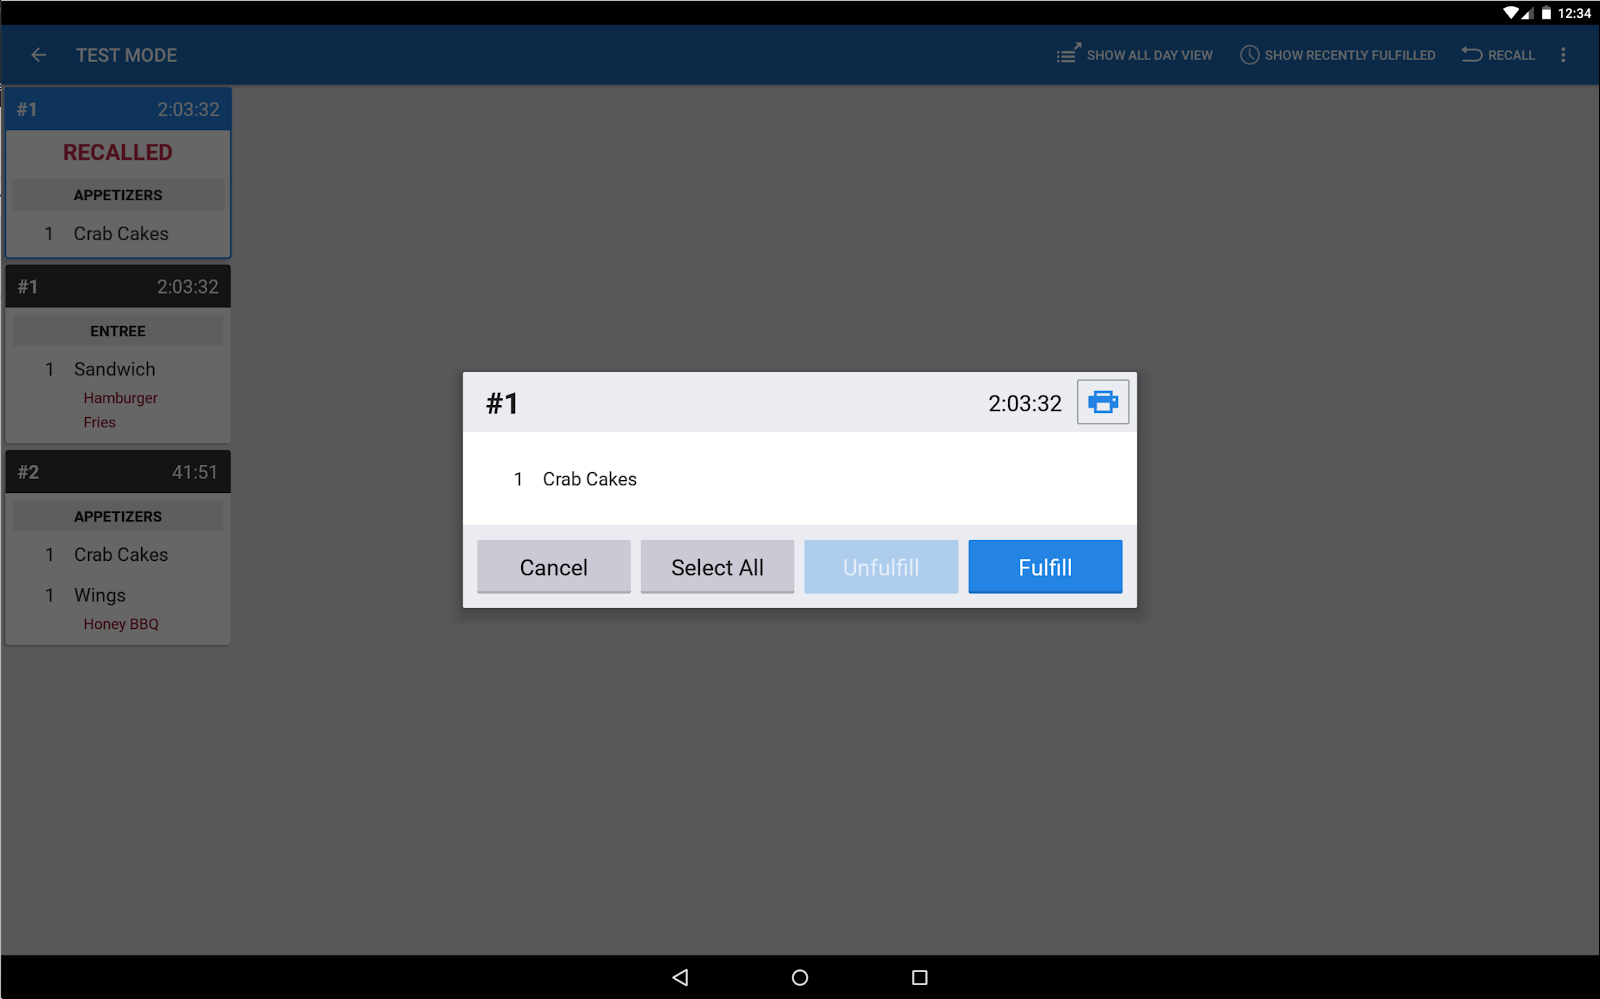 12:34
TEST MODE
SHOW ALL DAY VIEW
SHOW RECENTLY FULFILLED
RECALL
#1 2:03:32
RECALLED
APPETIZERS
1 Crab Cakes
#1 2:03:32
ENTREE
1 Sandwich
Hamburger
Fries
#2 41:51
APPETIZERS
1 Crab Cakes
1 Wings
Honey BBQ
#1 2:03:32
1 Crab Cakes
Cancel
Select All
Unfulfill
Fulfill